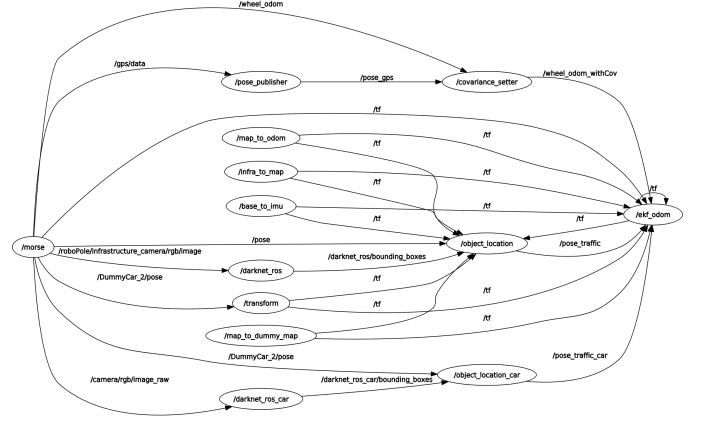 /wheel_odom
/gps/data
/pose_publisher
/pose_gps
/covariance_setter
/wheel_odom_withCov
/tf
/map_to_odom
/tf
/tf
/infra_to_map
/tf
/tf
/tf
/base_to_imu
/tf
/tf
/tf
/ekf_odom
/morse
/pose
/object_location
/pose_traffic
/roboPole/infrastructure_camera/rgb/image
/darknet_ros/bounding_boxes
/darknet_ros
/DummyCar_2/pose
/tf
/tf
/transform
/tf
/map_to_dummy_map
/tf
/DummyCar_2/pose
/pose_traffic_car
/object_location_car
/camera/rgb/image_raw
/darknet_ros_car/bounding_boxes
/darknet_ros_car